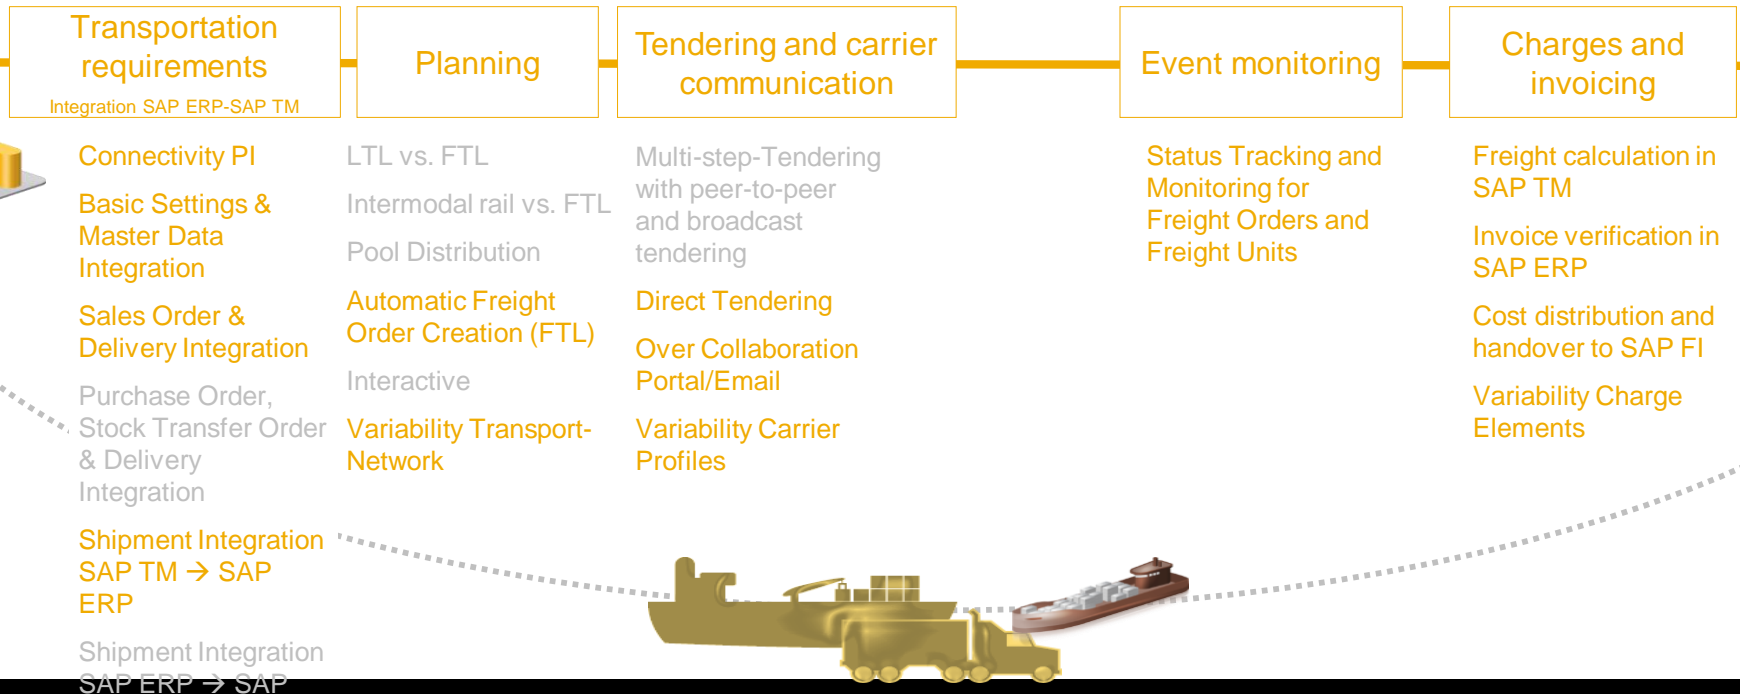 Transportation
requirements
Integration SAP ERP-SAP TM
Planning
Tendering and carrier
communication
Event monitoring
Charges and
invoicing
Connectivity PI
Basic Settings &
Master Data
Integration
Sales Order &
Delivery Integration
Purchase Order,
Stock Transfer Order
& Delivery
Integration
Shipment Integration
SAP TM → SAP
ERP
Shipment Integration
SAP ERP → SAP
LTL vs. FTL
Intermodal rail vs. FTL
Pool Distribution
Automatic Freight
Order Creation (FTL)
Interactive
Variability Transport-
Network
Multi-step-Tendering
with peer-to-peer
and broadcast
tendering
Direct Tendering
Over Collaboration
Portal/Email
Variability Carrier
Profiles
Status Tracking and
Monitoring for
Freight Orders and
Freight Units
Freight calculation in
SAP TM
Invoice verification in
SAP ERP
Cost distribution and
handover to SAP FI
Variability Charge
Elements